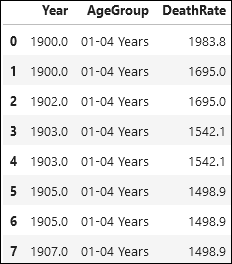 Year AgeGroup DeathRate
0 1900.0 01-04 Years 1983.8
1 1900.0 01-04 Years 1695.0
2 1902.0 01-04 Years 1695.0
3 1903.0 01-04 Years 1542.1
4 1903.0 01-04 Years 1542.1
5 1905.0 01-04 Years 1498.9
6 1905.0 01-04 Years 1498.9
7 1907.0 01-04 Years 1498.9